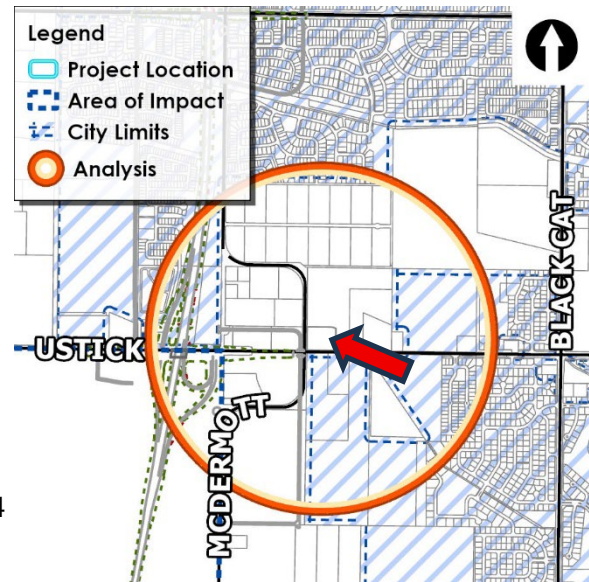 Legend
Project Location
Area of Impact
City Limits
Analysis
BLACK CAT
USTICK
MCDERMOTT
4